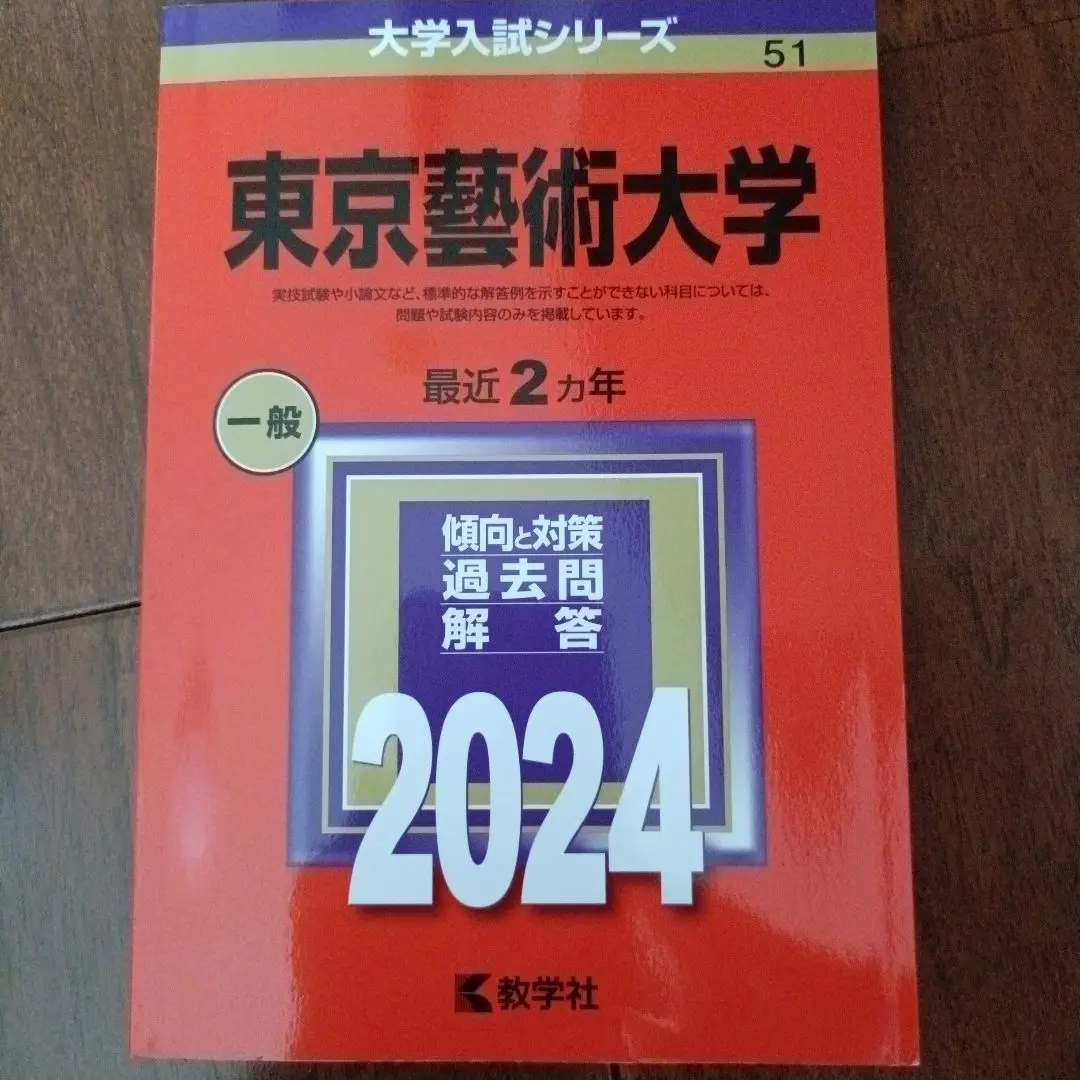 大学入試シリーズ
51
東京藝術大学
実技試験や小論文など、標準的な解答例を示すことができない科目については、
問題や試験内容のみを掲載しています。
最近2カ年
一般
傾向と対策
過去問
解答
2024
教学社